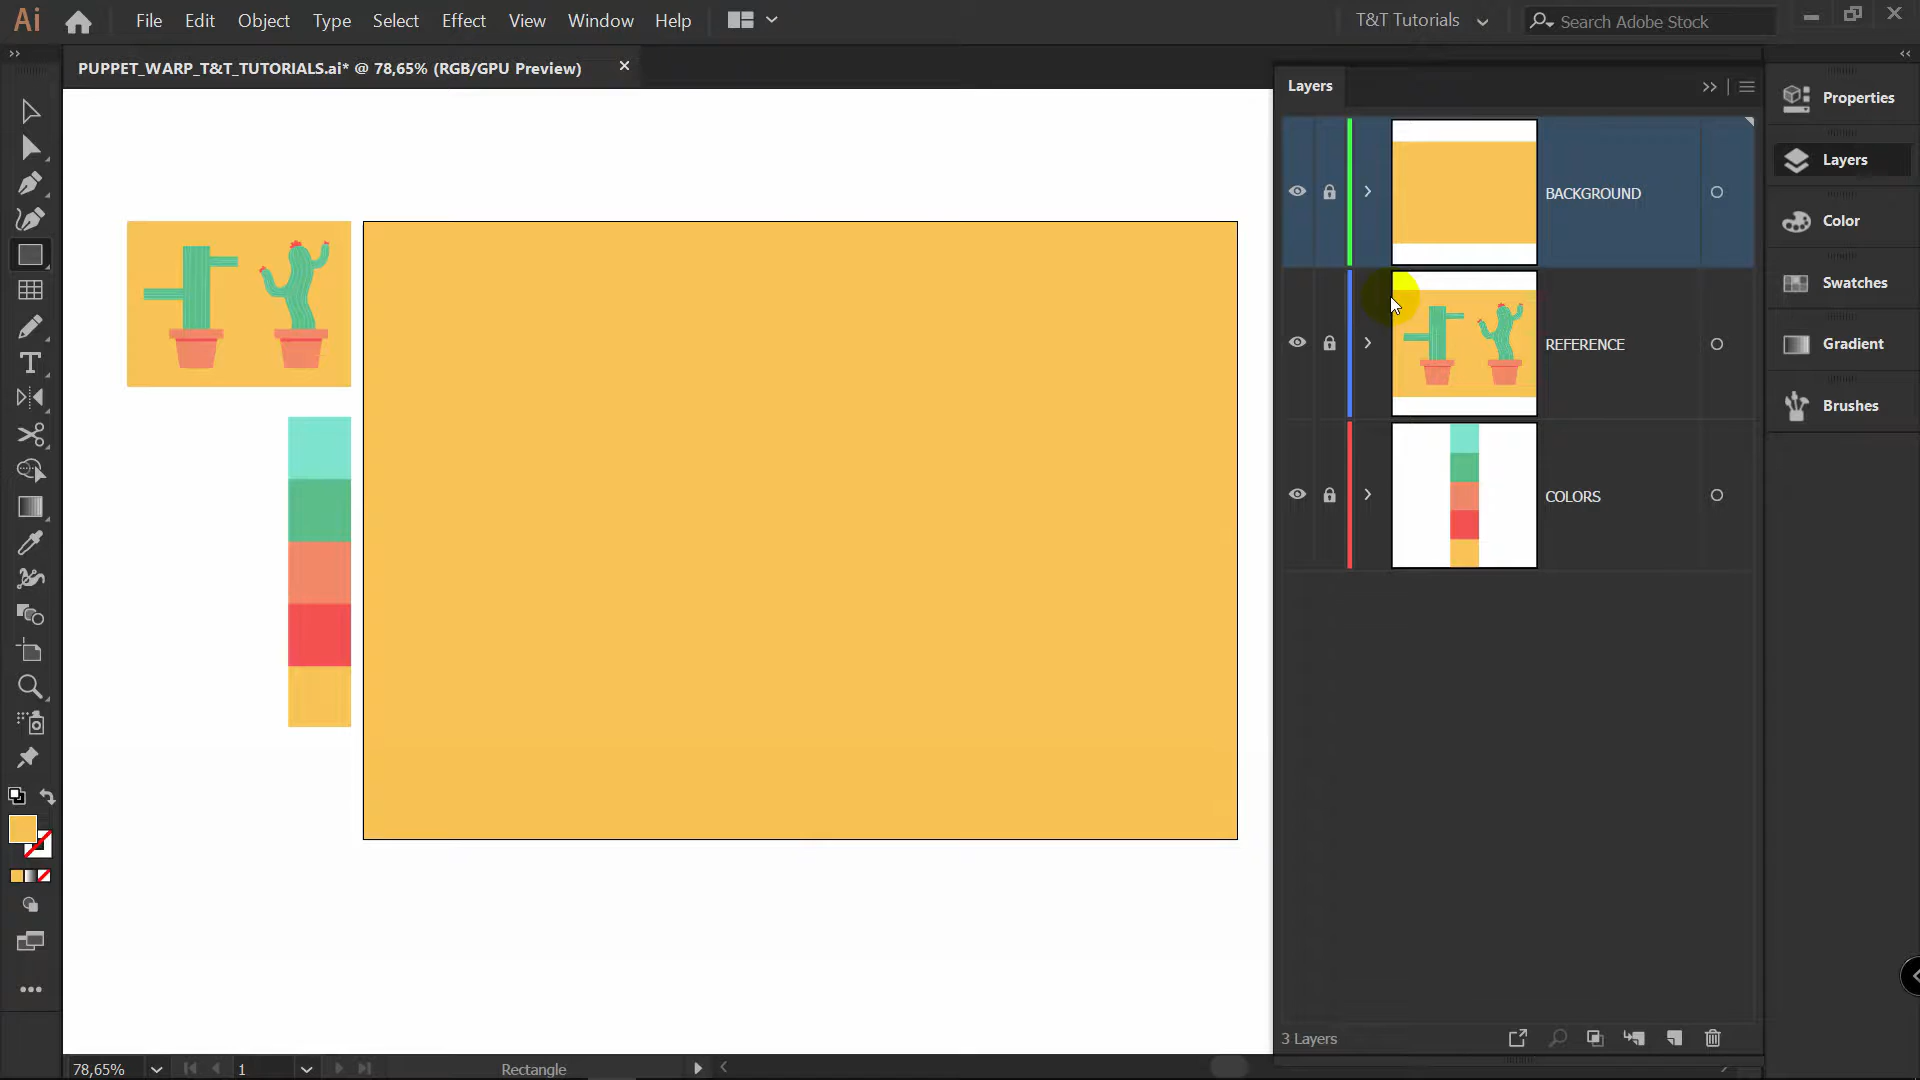 Ai File Edit Object Type Select Effect View Window Help T&T Tutorials Search Adobe Stock
PUPPET_WARP_T&T_TUTORIALS.ai* @ 78,65% (RGB/GPU Preview)
Layers
BACKGROUND
REFERENCE
COLORS
3 Layers
Properties
Layers
Color
Swatches
Gradient
Brushes
78,65% 1 Rectangle